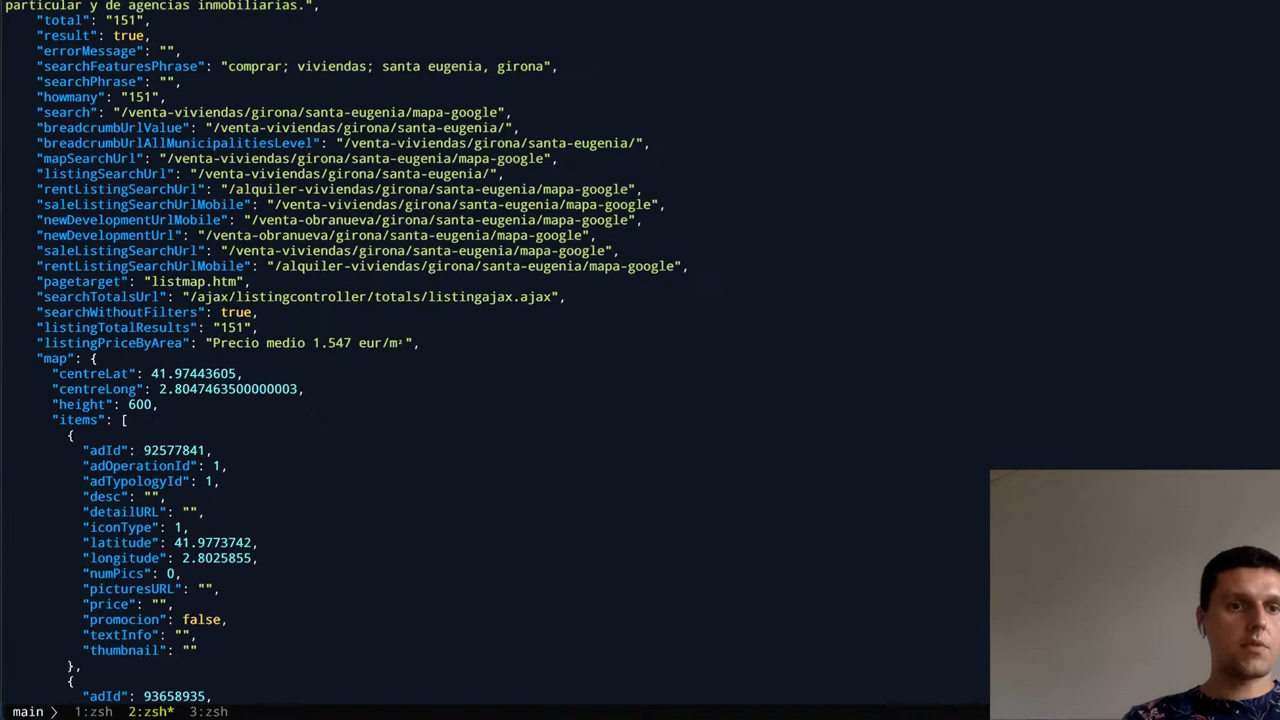 particular y de agencias inmobiliarias.",
"total": "151",
"result": true,
"errorMessage": "",
"searchFeaturesPhrase": "comprar; viviendas; santa eugenia, girona",
"searchPhrase": "",
"howmany": "151",
"search": "/venta-viviendas/girona/santa-eugenia/mapa-google",
"breadcrumbUrlValue": "/venta-viviendas/girona/santa-eugenia/",
"breadcrumbUrlAllMunicipalitiesLevel": "/venta-viviendas/girona/santa-eugenia/",
"mapSearchUrl": "/venta-viviendas/girona/santa-eugenia/mapa-google",
"listingSearchUrl": "/venta-viviendas/girona/santa-eugenia/",
"rentListingSearchUrl": "/alquiler-viviendas/girona/santa-eugenia/mapa-google",
"saleListingSearchUrlMobile": "/venta-viviendas/girona/santa-eugenia/mapa-google",
"newDevelopmentUrlMobile": "/venta-obranueva/girona/santa-eugenia/mapa-google",
"newDevelopmentUrl": "/venta-obranueva/girona/santa-eugenia/mapa-google",
"saleListingSearchUrl": "/venta-viviendas/girona/santa-eugenia/mapa-google",
"rentListingSearchUrlMobile": "/alquiler-viviendas/girona/santa-eugenia/mapa-google",
"pagetarget": "listmap.htm",
"searchTotalsUrl": "/ajax/listingcontroller/totals/listingajax.ajax",
"searchWithoutFilters": true,
"listingTotalResults": "151",
"listingPriceByArea": "Precio medio 1.547 eur/m²",
"map": {
"centreLat": 41.97443605,
"centreLong": 2.8047463500000003,
"height": 600,
"items": [
{
"adId": 92577841,
"adOperationId": 1,
"adTypologyId": 1,
"desc": "",
"detailURL": "",
"iconType": 1,
"latitude": 41.9773742,
"longitude": 2.8025855,
"numPics": 0,
"picturesURL": "",
"price": "",
"promocion": false,
"textInfo": "",
"thumbnail": ""
},
{
"adId": 93658935,
main 1:zsh 2:zsh* 3:zsh